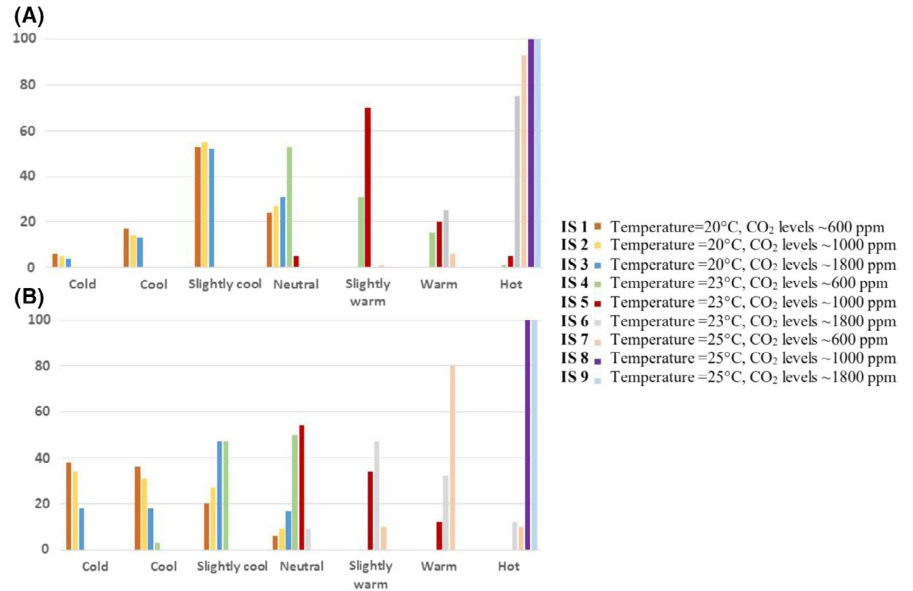 (A)
100
80
60
40
20
0
Cold Cool Slightly cool Neutral Slightly warm Warm Hot
(B)
100
80
60
40
20
0
Cold Cool Slightly cool Neutral Slightly warm Warm Hot
IS 1 Temperature=20°C, CO₂ levels ~600 ppm
IS 2 Temperature =20°C, CO₂ levels ~1000 ppm
IS 3 Temperature =20°C, CO₂ levels ~1800 ppm
IS 4 Temperature =23°C, CO₂ levels ~600 ppm
IS 5 Temperature =23°C, CO₂ levels ~1000 ppm
IS 6 Temperature =23°C, CO₂ levels ~1800 ppm
IS 7 Temperature =25°C, CO₂ levels ~600 ppm
IS 8 Temperature =25°C, CO₂ levels ~1000 ppm
IS 9 Temperature =25°C, CO₂ levels ~1800 ppm